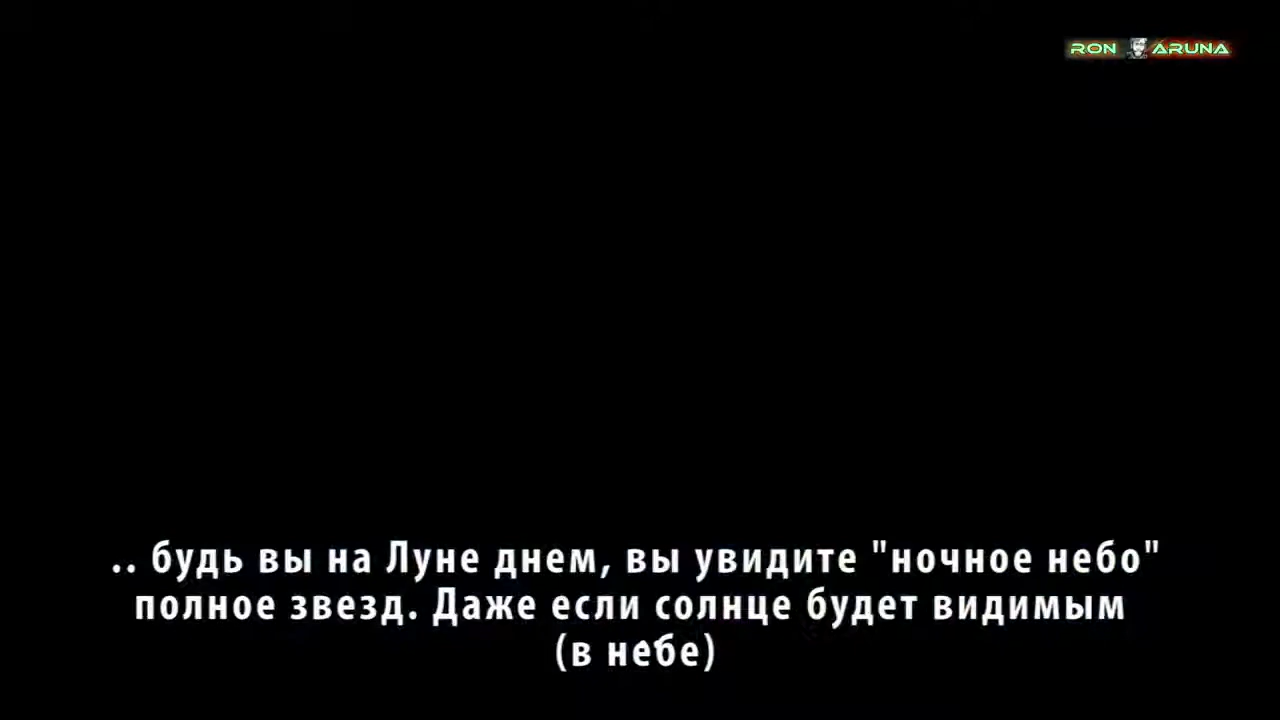 RON ARUNA
.. будь вы на Луне днем, вы увидите "ночное небо"
полное звезд. Даже если солнце будет видимым
(в небе)